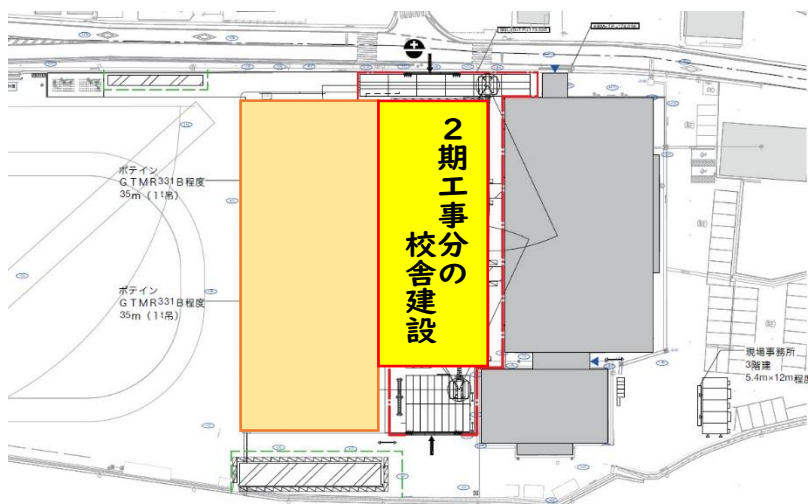 2期工事分の
校舎建設
ポテイン
GTMR331B程度
35m（1t吊）
ポテイン
GTMR331B程度
35m（1t吊）
現場事務所
3階建
5.4m×12m程度